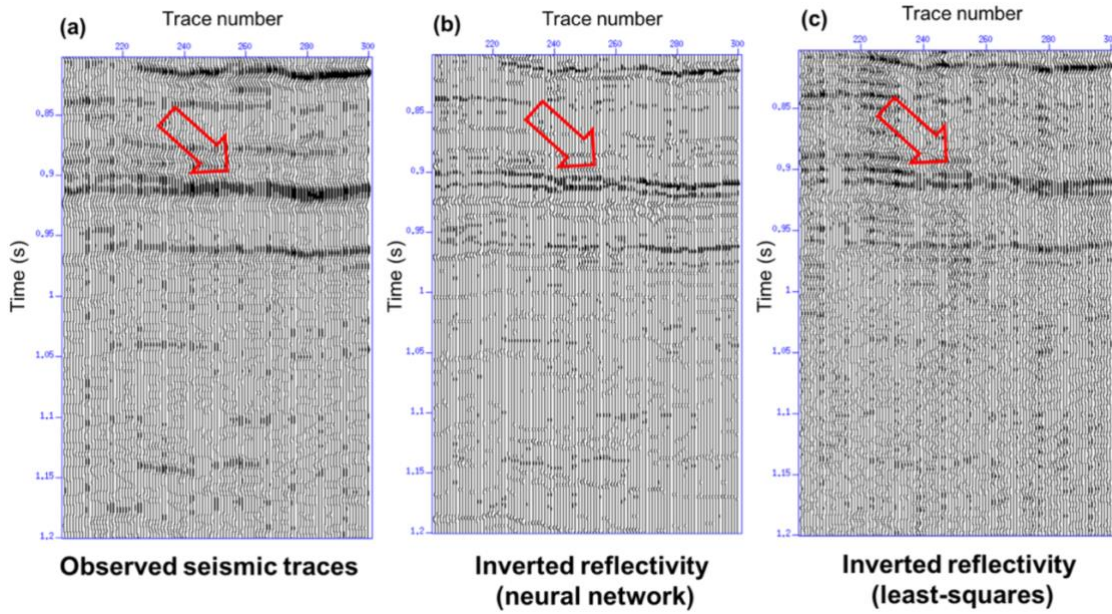 (a) Trace number
220 240 260 280 300
0.85
0.9
0.95
1
1.05
1.1
1.15
1.2
Time (s)
Observed seismic traces
(b) Trace number
220 240 260 280 300
0.85
0.9
0.95
1
1.05
1.1
1.15
1.2
Time (s)
Inverted reflectivity
(neural network)
(c) Trace number
220 240 260 280 300
0.85
0.9
0.95
1
1.05
1.1
1.15
1.2
Time (s)
Inverted reflectivity
(least-squares)